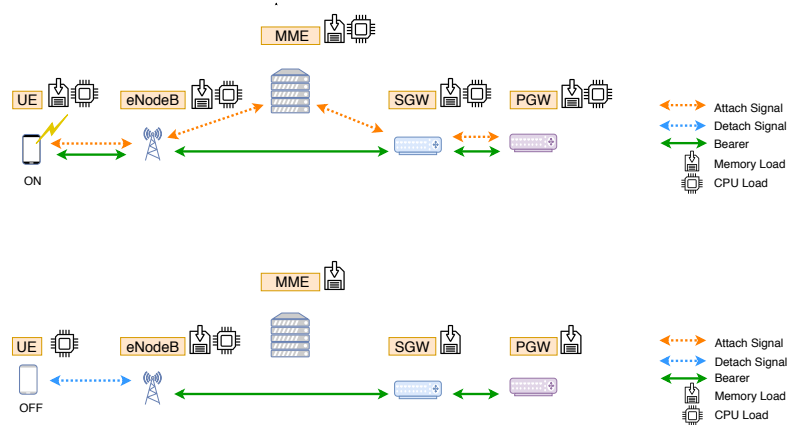 MME
UE
eNodeB
SGW
PGW
ON
Attach Signal
Detach Signal
Bearer
Memory Load
CPU Load
MME
UE
eNodeB
SGW
PGW
OFF
Attach Signal
Detach Signal
Bearer
Memory Load
CPU Load